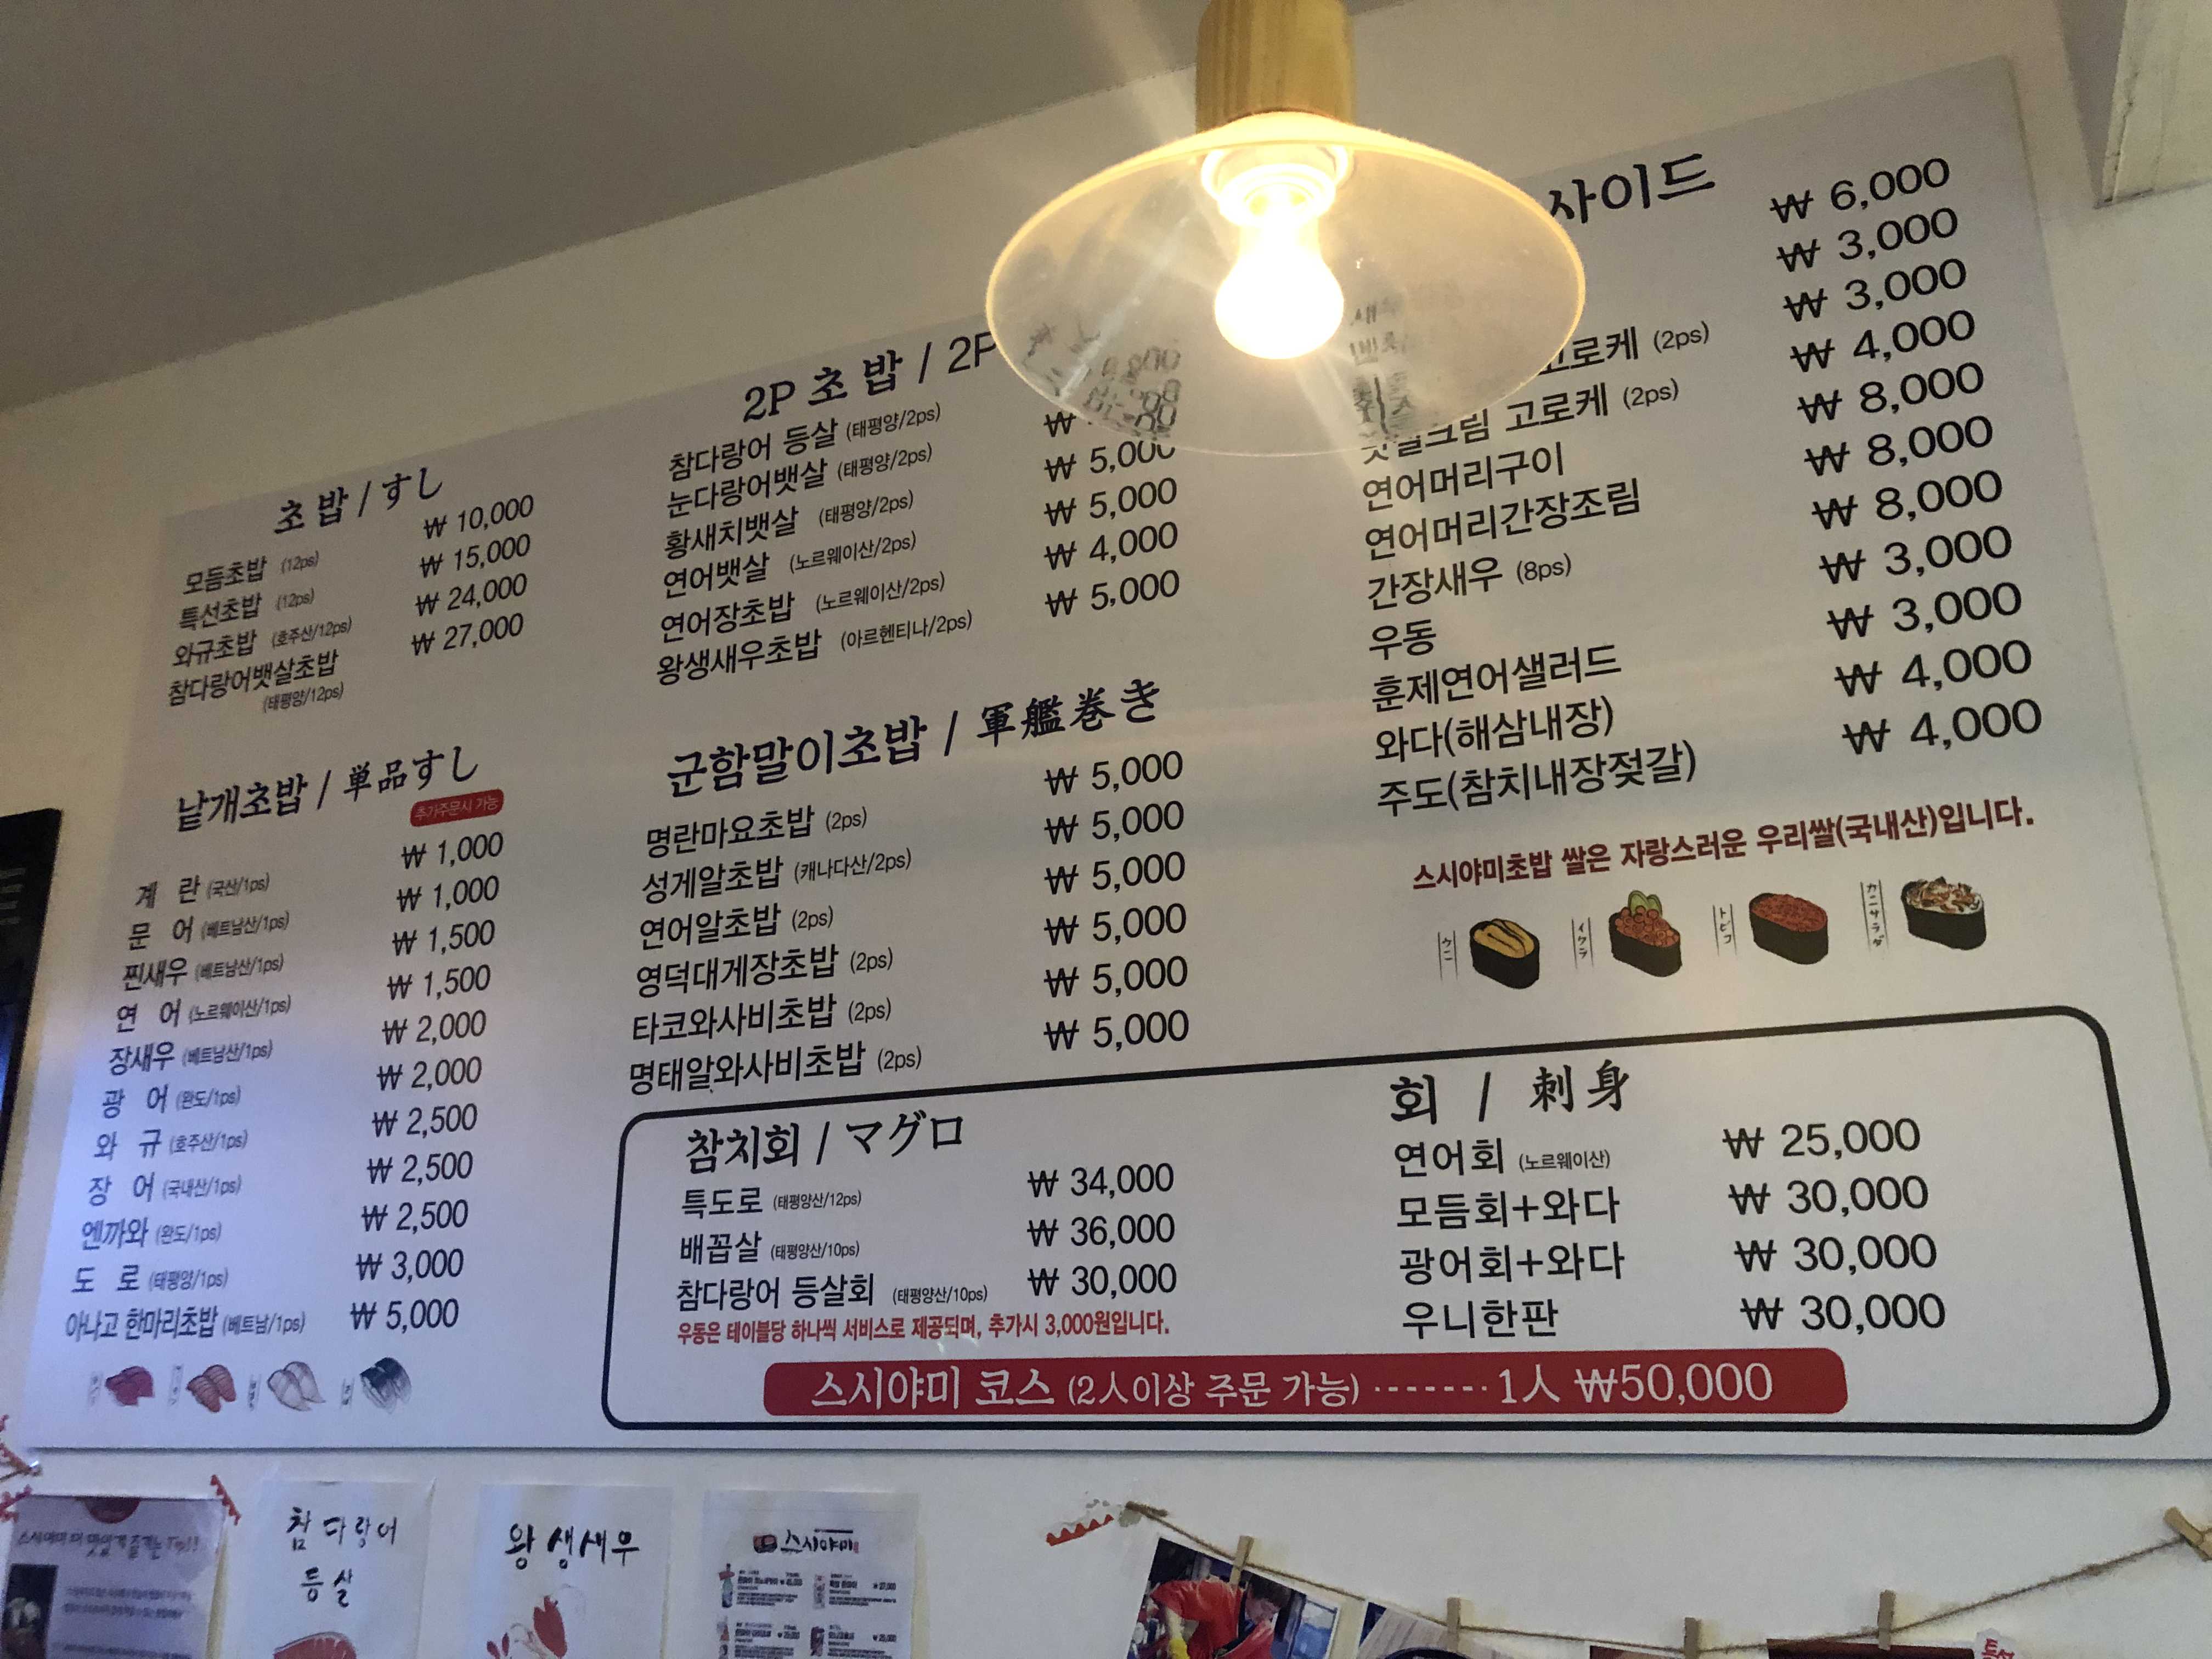 초밥 / すし
모듬초밥 (12ps) ₩ 10,000
특선초밥 (12ps) ₩ 15,000
와규초밥 (호주산/12ps) ₩ 24,000
참다랑어뱃살초밥 ₩ 27,000
(태평양/12ps)
낱개초밥 / 単品すし
추가주문시 가능
계 란 (국산/1ps) ₩ 1,000
문 어 (베트남산/1ps) ₩ 1,000
찐새우 (베트남산/1ps) ₩ 1,500
연 어 (노르웨이산/1ps) ₩ 1,500
장새우 (베트남산/1ps) ₩ 2,000
광 어 (완도/1ps) ₩ 2,000
와 규 (호주산/1ps) ₩ 2,500
장 어 (국내산/1ps) ₩ 2,500
엔까와 (완도/1ps) ₩ 2,500
도 로 (태평양/1ps) ₩ 3,000
아나고 한마리초밥 (베트남/1ps) ₩ 5,000
2P 초밥 / 2P
참다랑어 등살 (태평양/2ps) ₩
눈다랑어뱃살 (태평양/2ps) ₩ 5,000
황새치뱃살 (태평양/2ps) ₩ 5,000
연어뱃살 (노르웨이산/2ps) ₩ 4,000
연어장초밥 (노르웨이산/2ps) ₩ 5,000
왕생새우초밥 (아르헨티나/2ps)
군함말이초밥 / 軍艦巻き
명란마요초밥 (2ps) ₩ 5,000
성게알초밥 (캐나다산/2ps) ₩ 5,000
연어알초밥 (2ps) ₩ 5,000
영덕대게장초밥 (2ps) ₩ 5,000
타코와사비초밥 (2ps) ₩ 5,000
명태알와사비초밥 (2ps) ₩ 5,000
사이드
₩ 6,000
₩ 3,000
고로케 (2ps) ₩ 3,000
고로케 (2ps) ₩ 4,000
연어머리구이 ₩ 8,000
연어머리간장조림 ₩ 8,000
간장새우 (8ps) ₩ 8,000
우동 ₩ 3,000
훈제연어샐러드 ₩ 3,000
와다(해삼내장) ₩ 4,000
주도(참치내장젖갈) ₩ 4,000
스시야미초밥 쌀은 자랑스러운 우리쌀(국내산)입니다.
ウニ
イクラ
トビコ
カニサラダ
참치회 / マグロ
특도로 (태평양산/12ps) ₩ 34,000
배꼽살 (태평양산/10ps) ₩ 36,000
참다랑어 등살회 (태평양산/10ps) ₩ 30,000
우동은 테이블당 하나씩 서비스로 제공되며, 추가시 3,000원입니다.
회 / 刺身
연어회 (노르웨이산) ₩ 25,000
모듬회+와다 ₩ 30,000
광어회+와다 ₩ 30,000
우니한판 ₩ 30,000
스시야미 코스 (2人이상 주문 가능) ------- 1人 ₩50,000
참다랑어
등살
왕생새우
스시야미